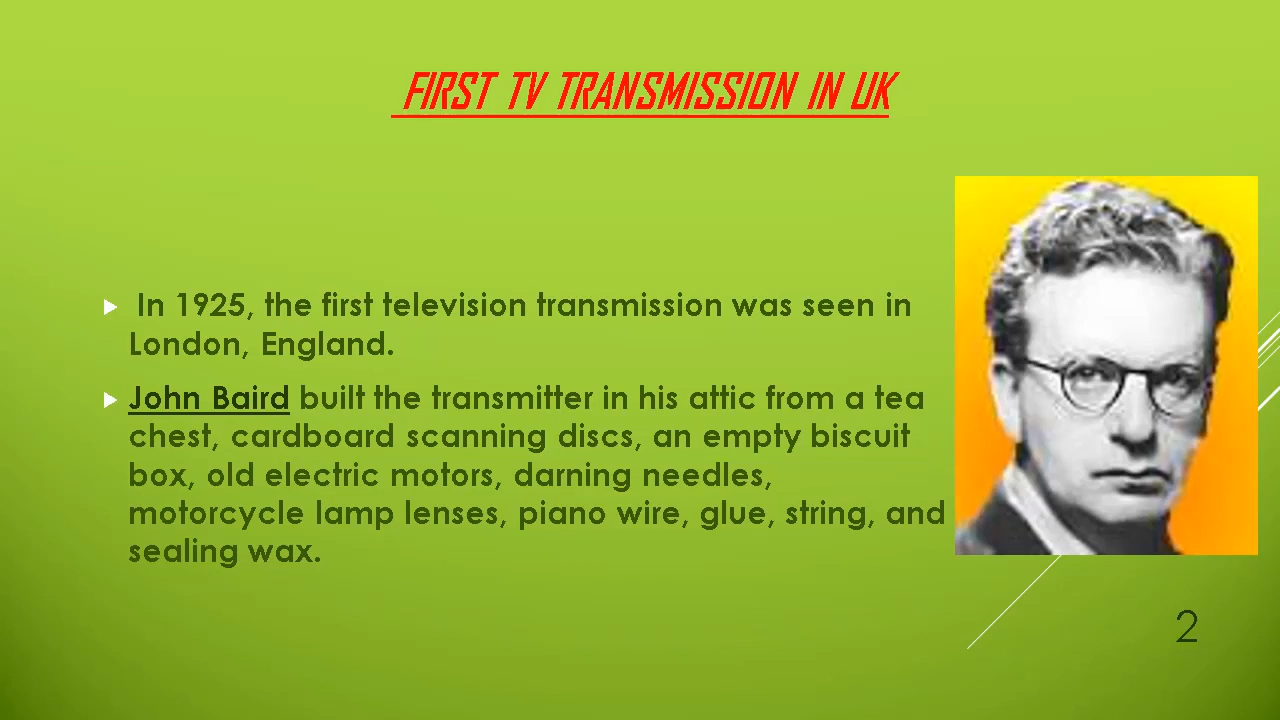 FIRST TV TRANSMISSION IN UK
In 1925, the first television transmission was seen in
London, England.
John Baird built the transmitter in his attic from a tea
chest, cardboard scanning discs, an empty biscuit
box, old electric motors, darning needles,
motorcycle lamp lenses, piano wire, glue, string, and
sealing wax.
2